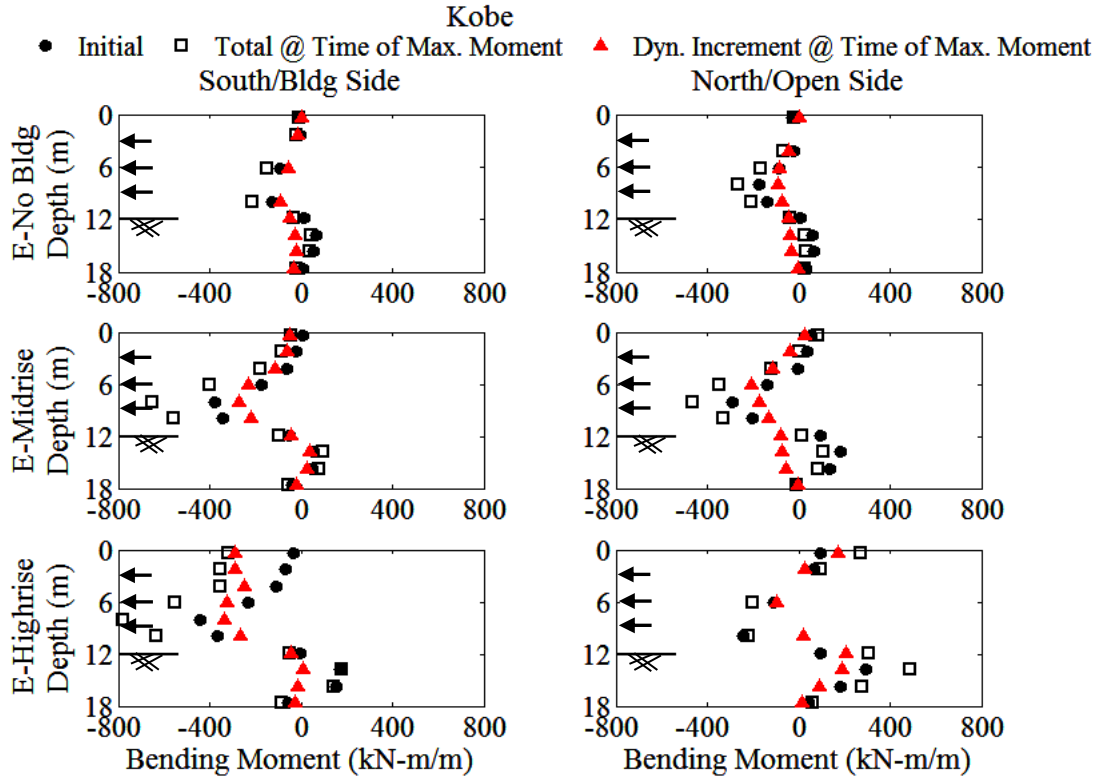 Kobe
Initial Total @ Time of Max. Moment Dyn. Increment @ Time of Max. Moment
South/Bldg Side North/Open Side
E-No Bldg
Depth (m)
0 0
6 6
12 12
18 18
-800 -400 0 400 800 -800 -400 0 400 800
E-Midrise
Depth (m)
0 0
6 6
12 12
18 18
-800 -400 0 400 800 -800 -400 0 400 800
E-Highrise
Depth (m)
0 0
6 6
12 12
18 18
-800 -400 0 400 800 -800 -400 0 400 800
Bending Moment (kN-m/m) Bending Moment (kN-m/m)